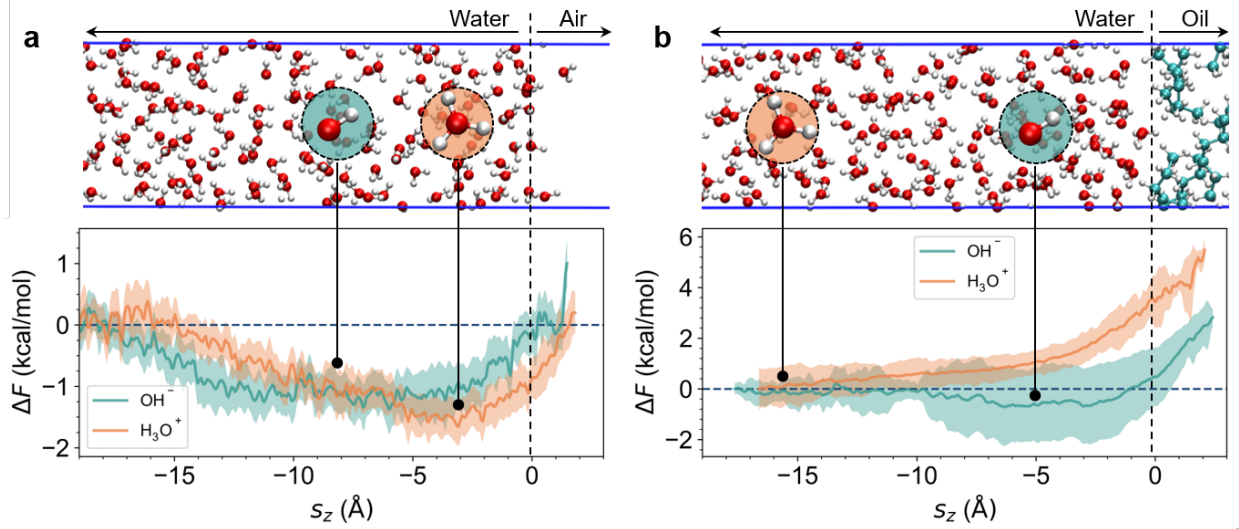 a
Water
Air
1
0
−1
−2
ΔF (kcal/mol)
OH⁻
H₃O⁺
−15
−10
−5
0
s_z (Å)
b
Water
Oil
6
4
2
0
−2
ΔF (kcal/mol)
OH⁻
H₃O⁺
−15
−10
−5
0
s_z (Å)